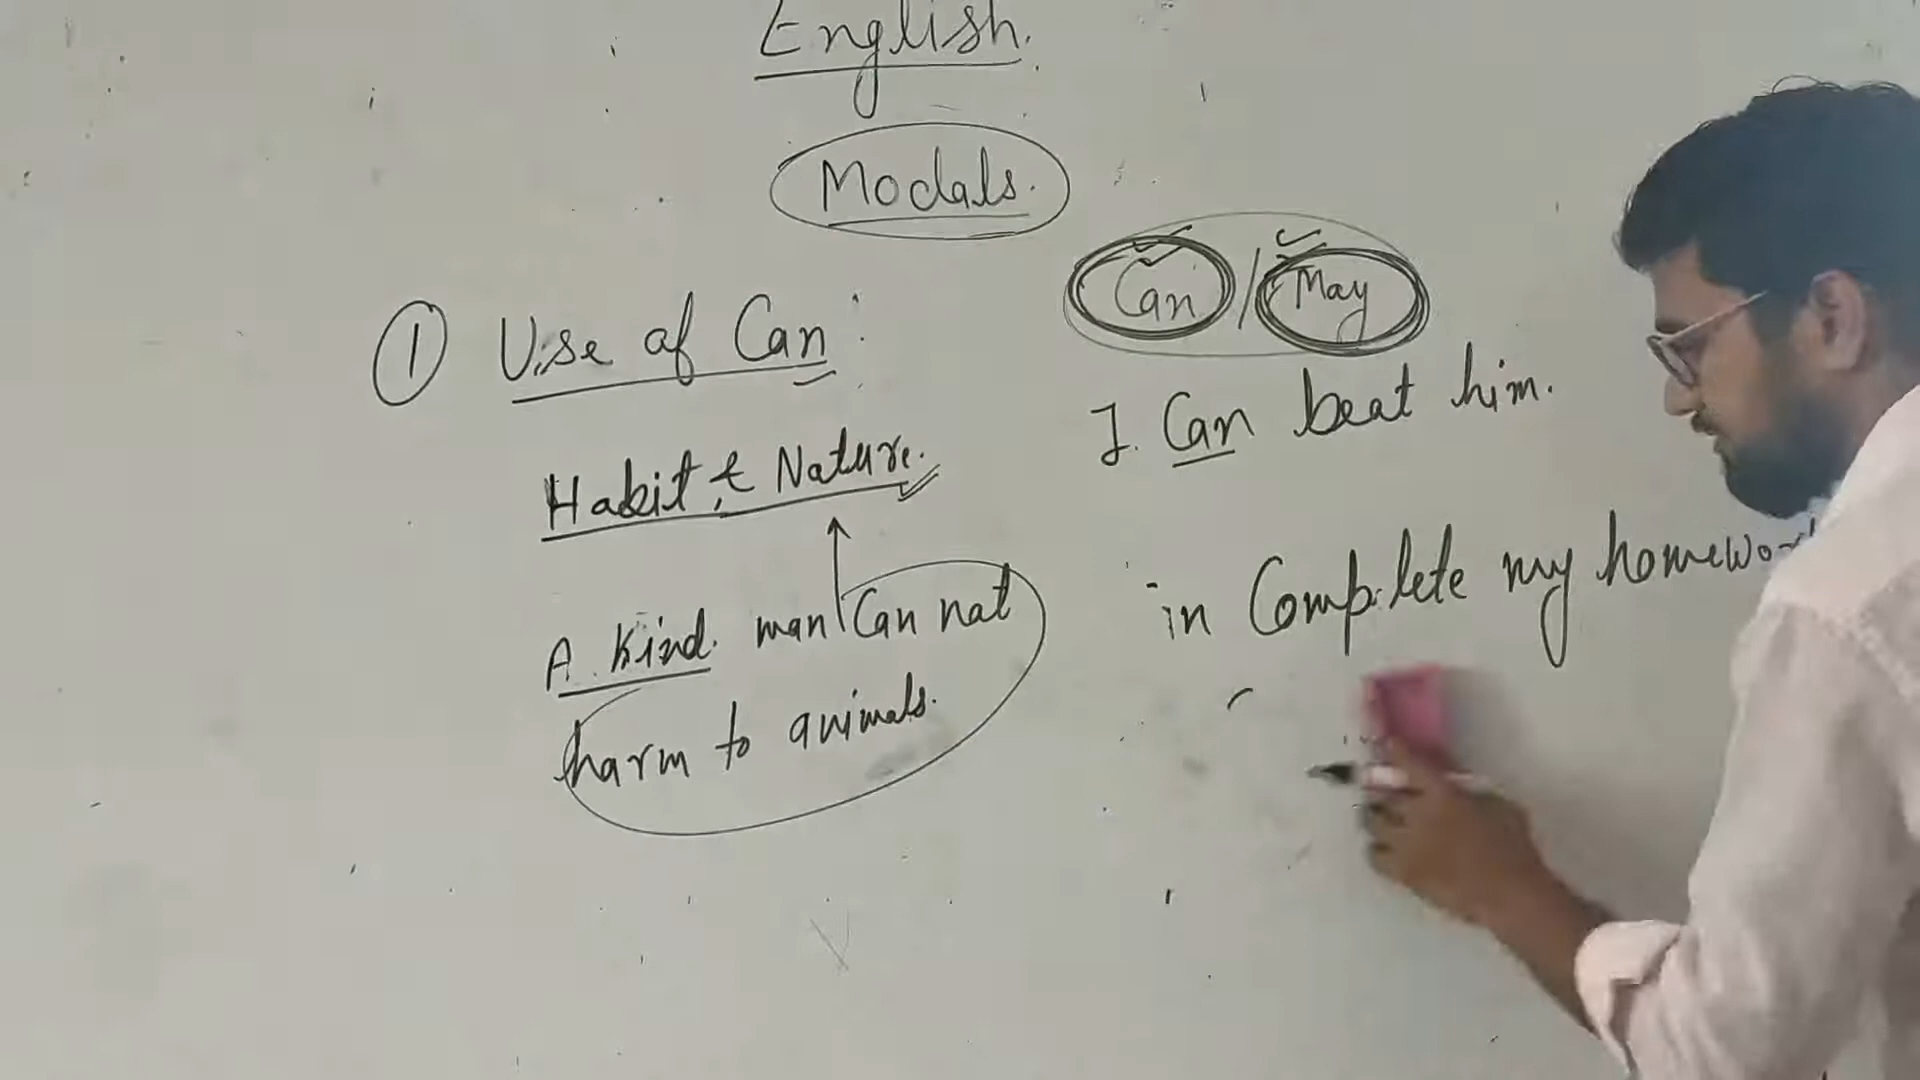 English.
Modals.
Can / May
① Use of Can :
I. Can beat him.
Habit & Nature.
in Complete my homework
A. Kind. man Can not
harm to animals.